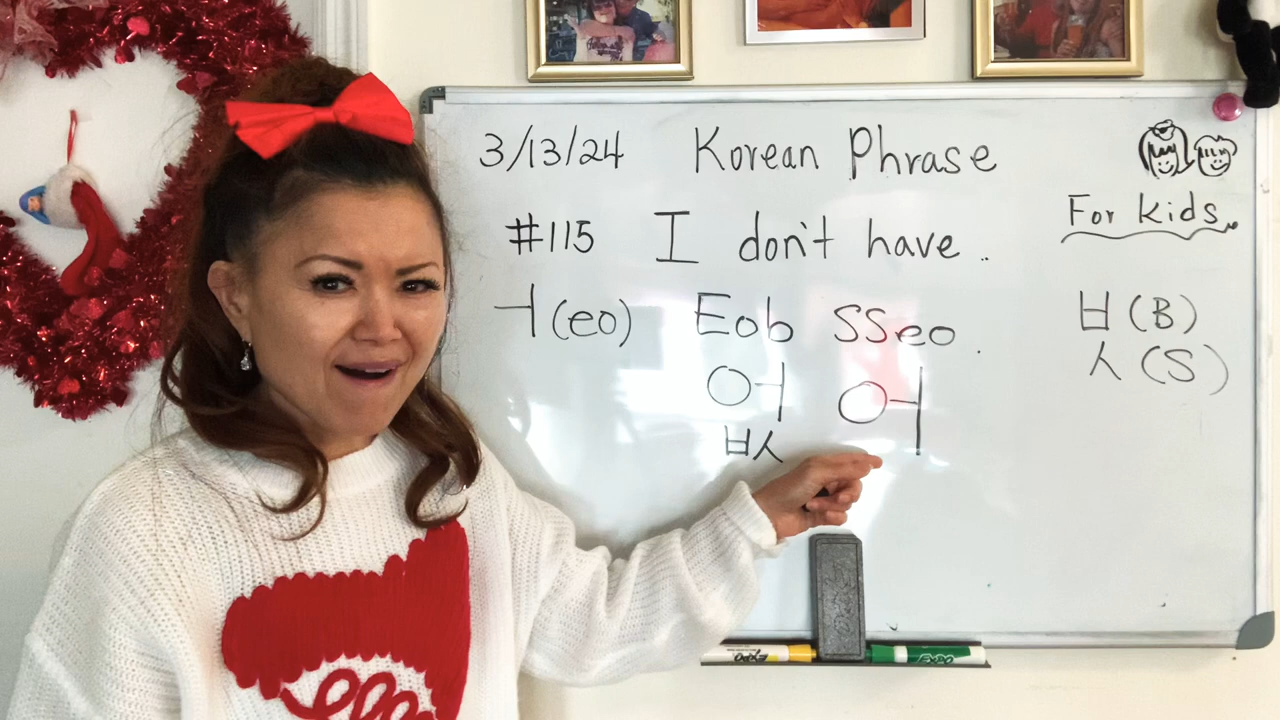 3/13/24 Korean Phrase
For Kids
#115 I don't have..
ㅓ(eo) Eob SSeo.
ㅂ(B)
ㅅ(S)
없 어
EXPO
EXPO